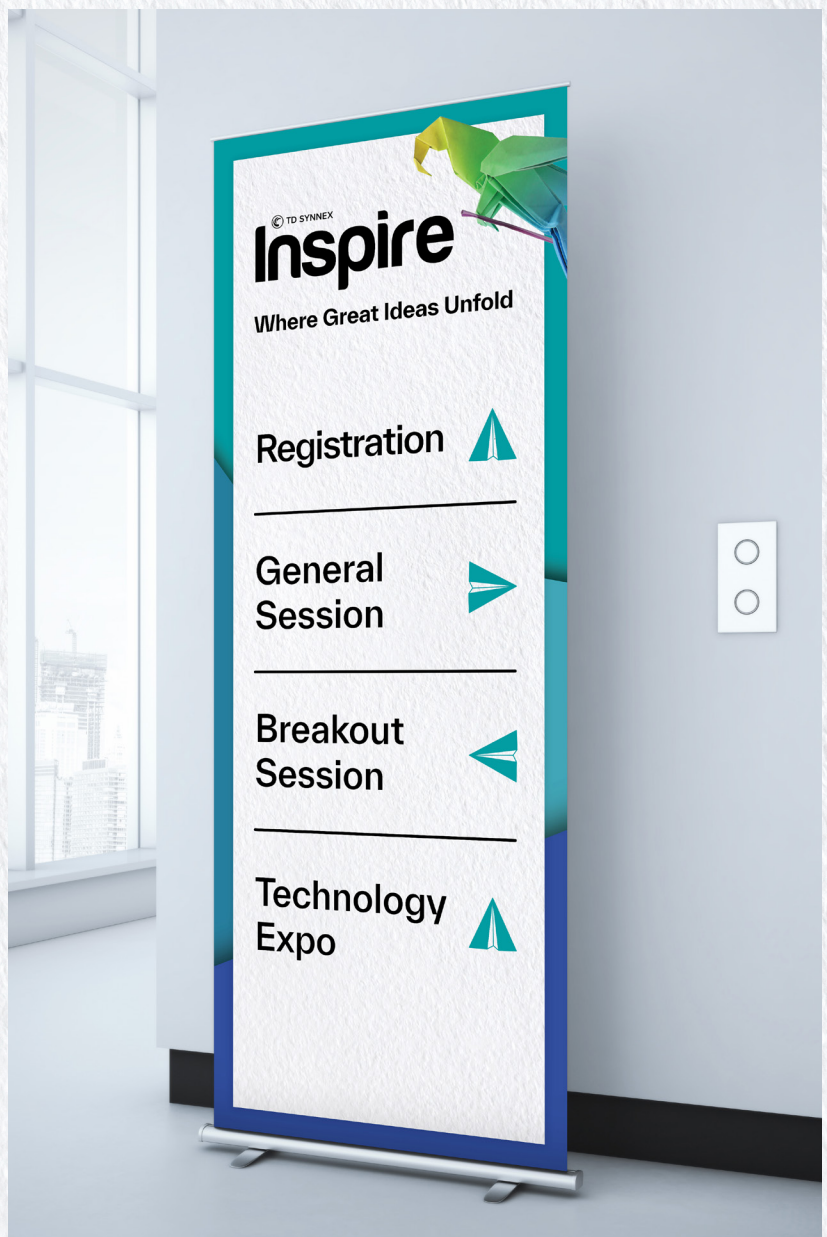 TD SYNNEX
Inspire
Where Great Ideas Unfold
Registration
General
Session
Breakout
Session
Technology
Expo